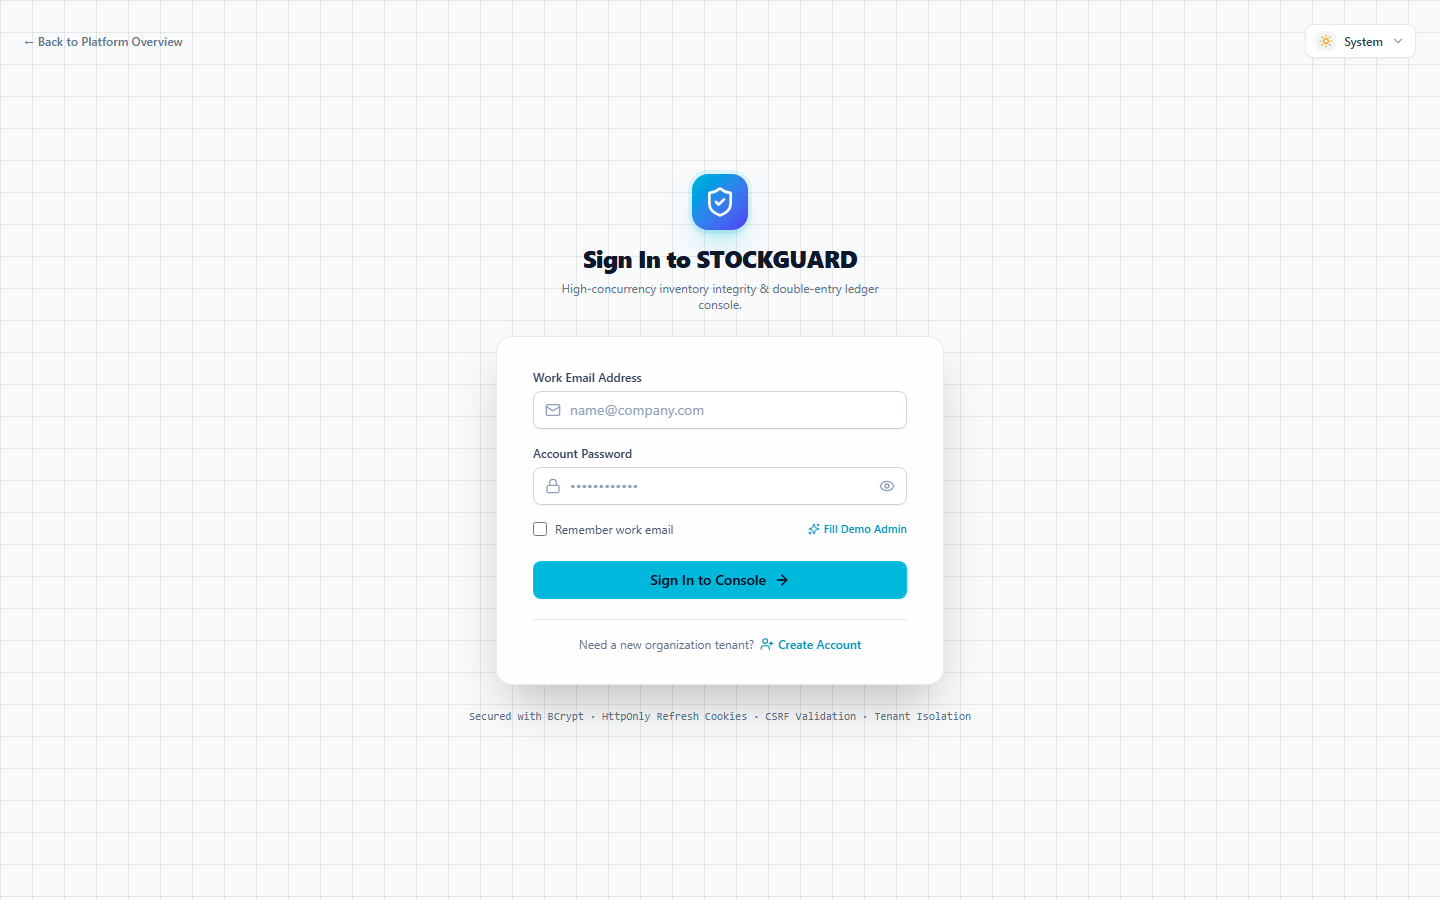 ← Back to Platform Overview
System
Sign In to STOCKGUARD
High-concurrency inventory integrity & double-entry ledger
console.
Work Email Address
name@company.com
Account Password
••••••••••••
Remember work email
Fill Demo Admin
Sign In to Console →
Need a new organization tenant? Create Account
Secured with BCrypt · HttpOnly Refresh Cookies · CSRF Validation · Tenant Isolation